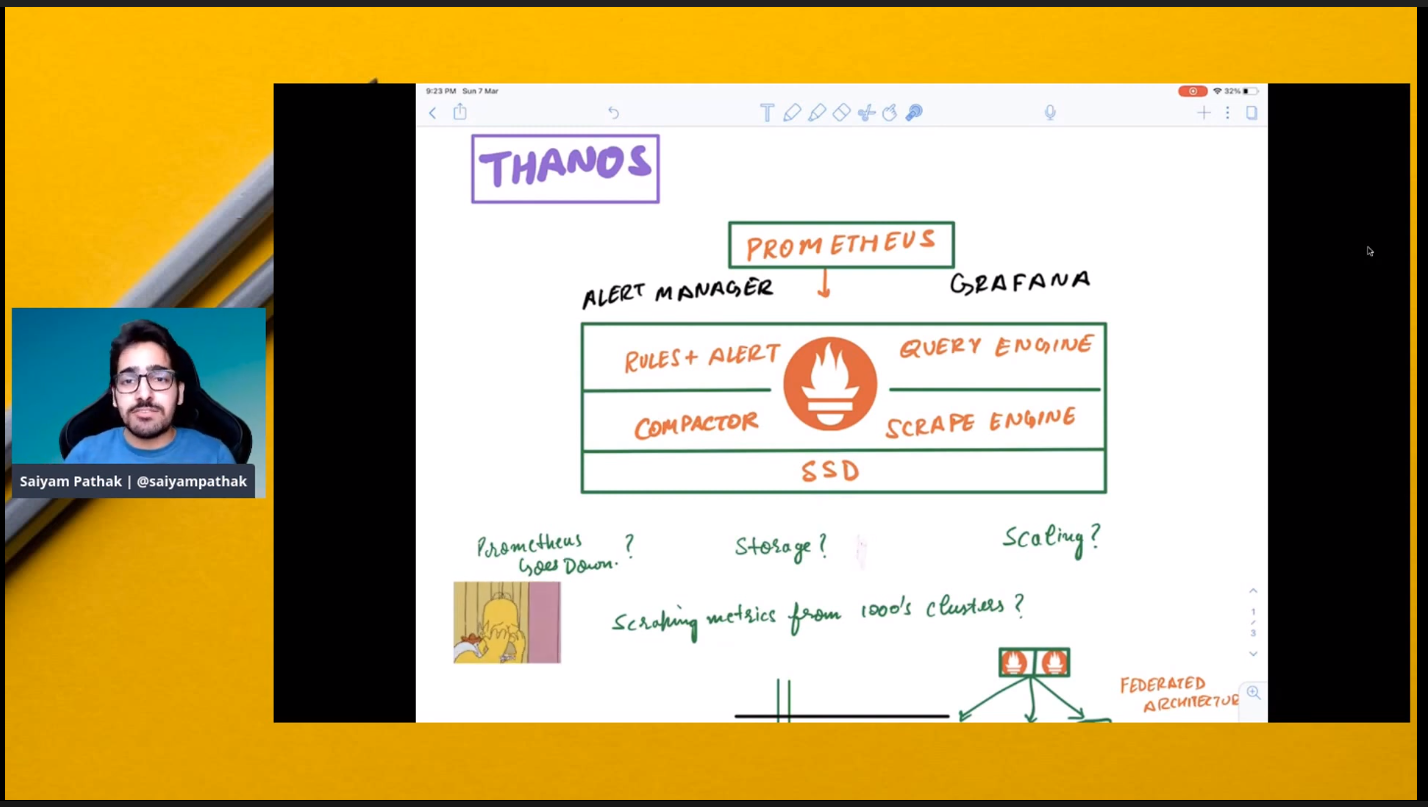 9:23 PM Sun 7 Mar
32%
THANOS
PROMETHEUS
ALERT MANAGER
GRAFANA
RULES + ALERT
QUERY ENGINE
COMPACTOR
SCRAPE ENGINE
SSD
Saiyam Pathak | @saiyampathak
Prometheus
Goes Down. ?
Storage?
Scaling?
Scraping metrics from 1000's clusters?
1
/
3
FEDERATED
ARCHITECTUR